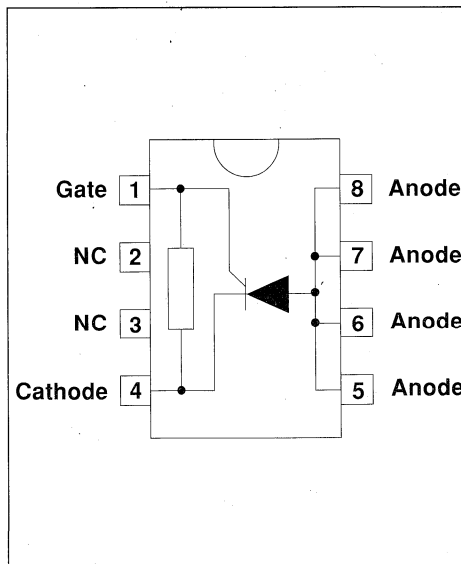 Gate 1 8 Anode
NC 2 7 Anode
NC 3 6 Anode
Cathode 4 5 Anode